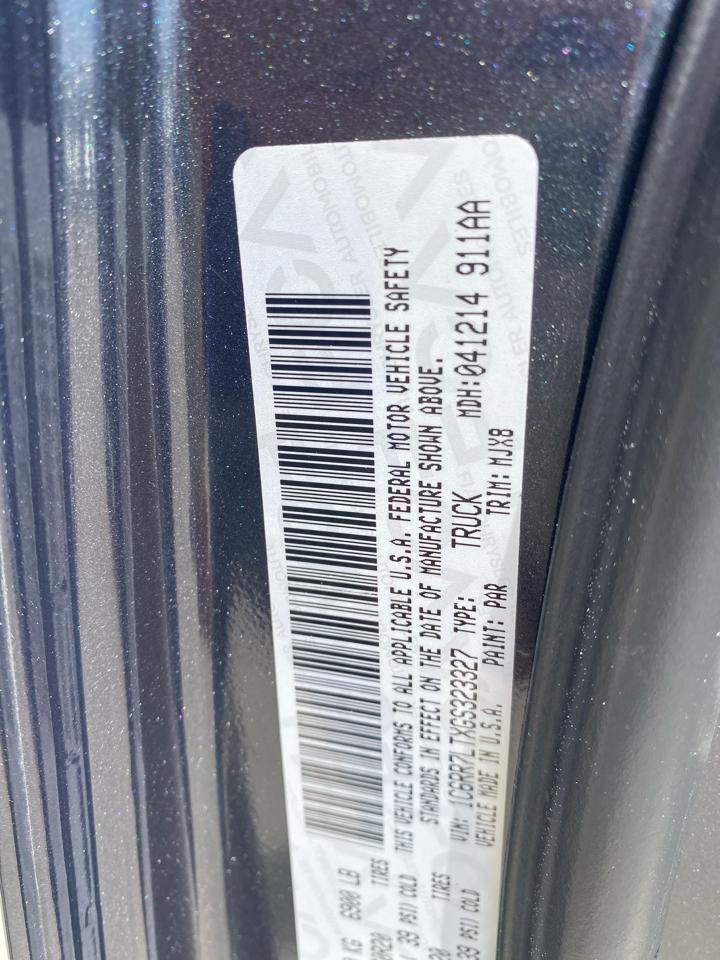 KG 6900 LB
TIRES
39 PSI/ COLD
TIRES
39 PSI/ COLD
THIS VEHICLE CONFORMS TO ALL APPLICABLE U.S.A. FEDERAL MOTOR VEHICLE SAFETY
STANDARDS IN EFFECT ON THE DATE OF MANUFACTURE SHOWN ABOVE.
VIN: 1C6RR7LTXGS323327 TYPE: TRUCK MDH:041214 911AA
VEHICLE MADE IN U.S.A. PAINT: PAR TRIM: MJX8